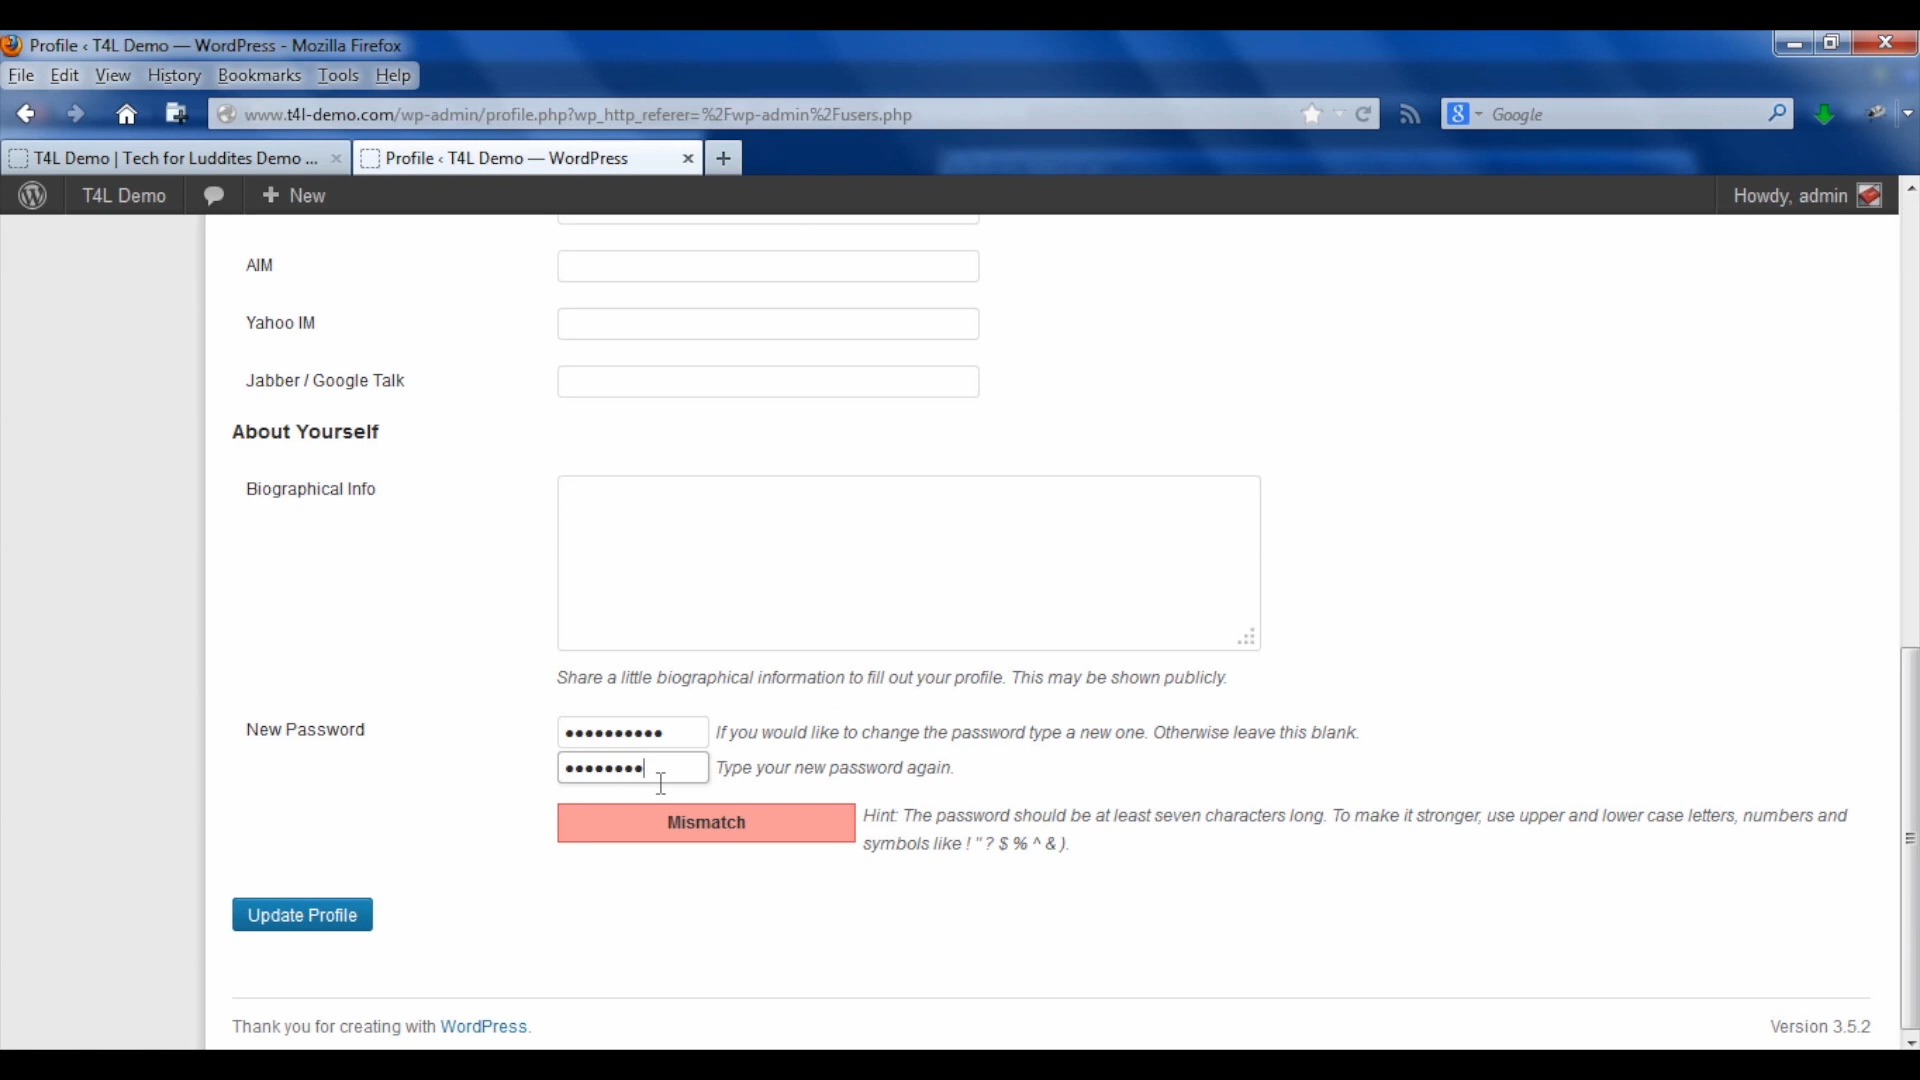 Profile ‹ T4L Demo — WordPress - Mozilla Firefox
File Edit View History Bookmarks Tools Help
www.t4l-demo.com/wp-admin/profile.php?wp_http_referer=%2Fwp-admin%2Fusers.php
8 Google
T4L Demo | Tech for Luddites Demo ...
Profile ‹ T4L Demo — WordPress
T4L Demo
+ New
Howdy, admin
AIM
Yahoo IM
Jabber / Google Talk
About Yourself
Biographical Info
Share a little biographical information to fill out your profile. This may be shown publicly.
New Password
•••••••••• If you would like to change the password type a new one. Otherwise leave this blank.
•••••••• Type your new password again.
Mismatch
Hint: The password should be at least seven characters long. To make it stronger, use upper and lower case letters, numbers and
symbols like ! " ? $ % ^ & ).
Update Profile
Thank you for creating with WordPress.
Version 3.5.2